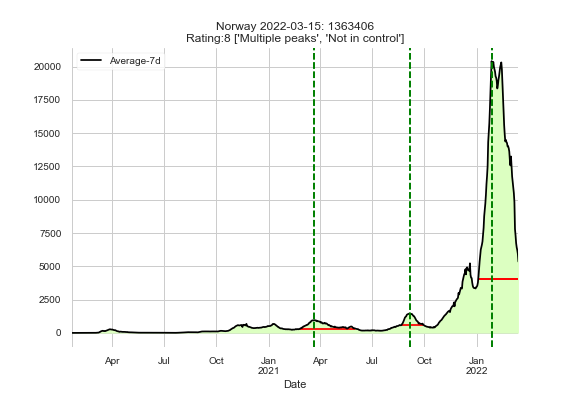 Norway 2022-03-15: 1363406
Rating:8 ['Multiple peaks', 'Not in control']
Average-7d
20000
17500
15000
12500
10000
7500
5000
2500
0
Apr Jul Oct Jan Apr Jul Oct Jan
2021 2022
Date